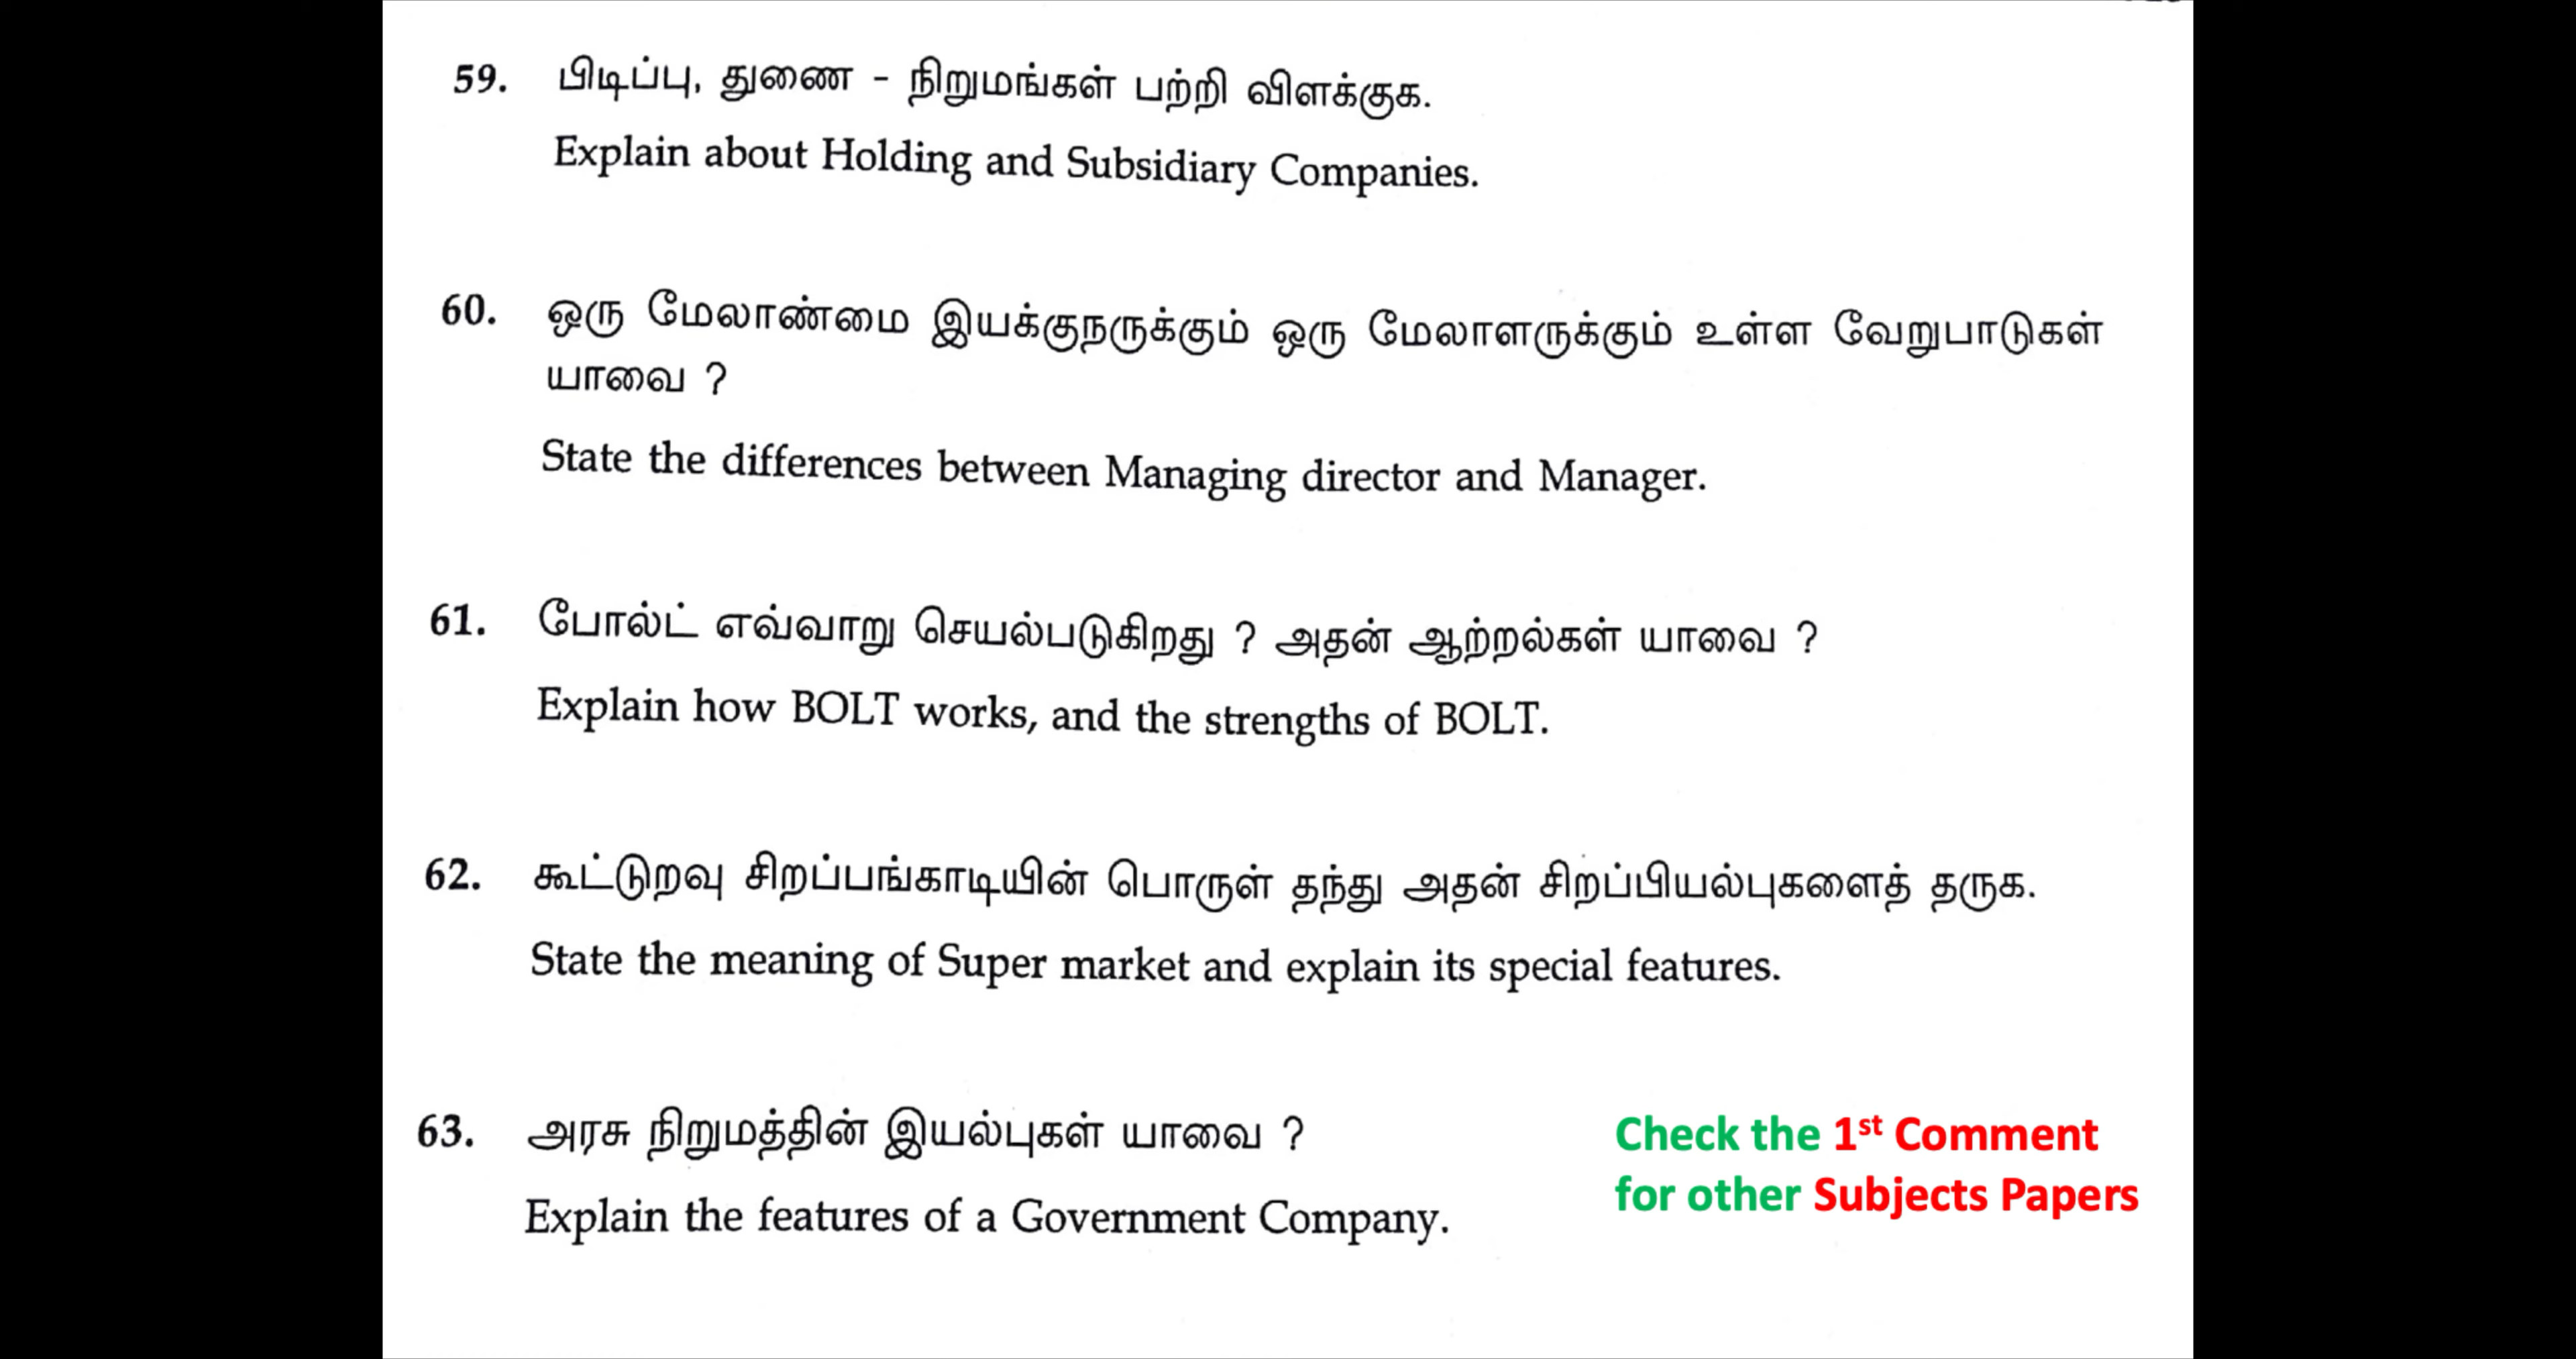 59. பிடிப்பு, துணை - நிறுமங்கள் பற்றி விளக்குக.
Explain about Holding and Subsidiary Companies.
60. ஒரு மேலாண்மை இயக்குநருக்கும் ஒரு மேலாளருக்கும் உள்ள வேறுபாடுகள்
யாவை ?
State the differences between Managing director and Manager.
61. போல்ட் எவ்வாறு செயல்படுகிறது ? அதன் ஆற்றல்கள் யாவை ?
Explain how BOLT works, and the strengths of BOLT.
62. கூட்டுறவு சிறப்பங்காடியின் பொருள் தந்து அதன் சிறப்பியல்புகளைத் தருக.
State the meaning of Super market and explain its special features.
63. அரசு நிறுமத்தின் இயல்புகள் யாவை ?
Explain the features of a Government Company.
Check the 1st Comment
for other Subjects Papers